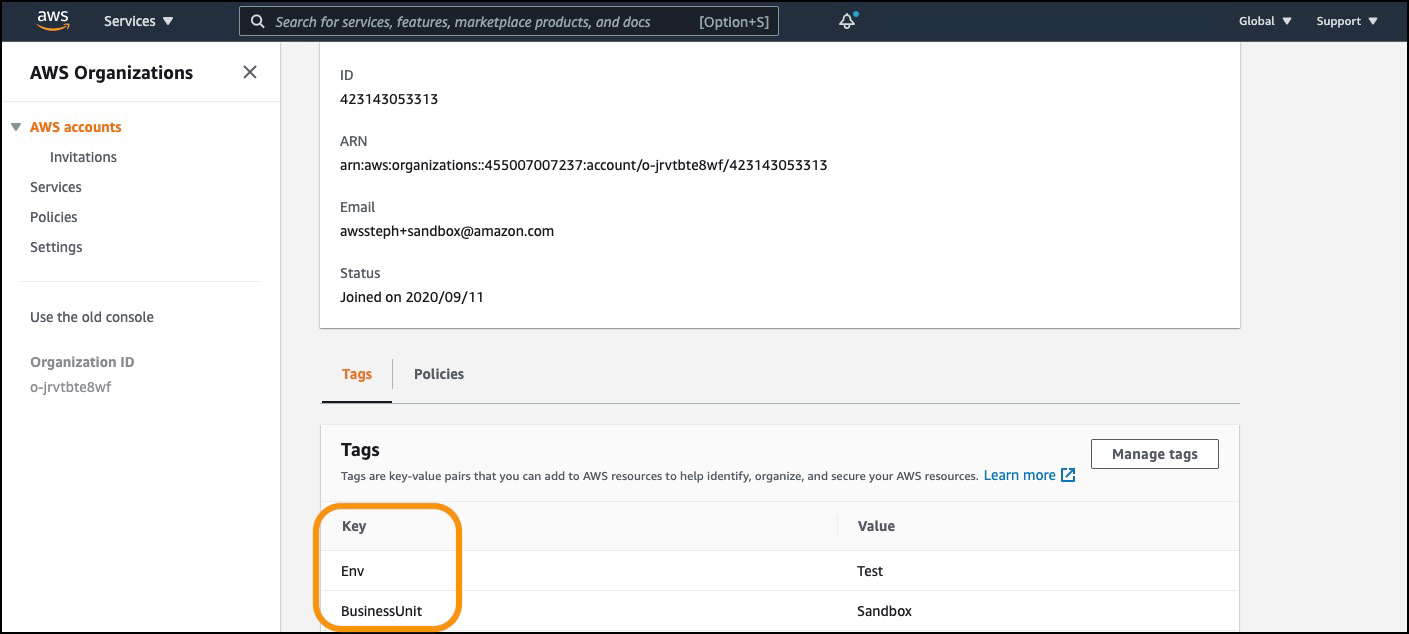 aws Services Search for services, features, marketplace products, and docs [Option+S] Global Support
AWS Organizations
AWS accounts
Invitations
Services
Policies
Settings
Use the old console
Organization ID
o-jrvtbte8wf
ID
423143053313
ARN
arn:aws:organizations::455007007237:account/o-jrvtbte8wf/423143053313
Email
awssteph+sandbox@amazon.com
Status
Joined on 2020/09/11
Tags Policies
Tags
Manage tags
Tags are key-value pairs that you can add to AWS resources to help identify, organize, and secure your AWS resources. Learn more
Key Value
Env Test
BusinessUnit Sandbox